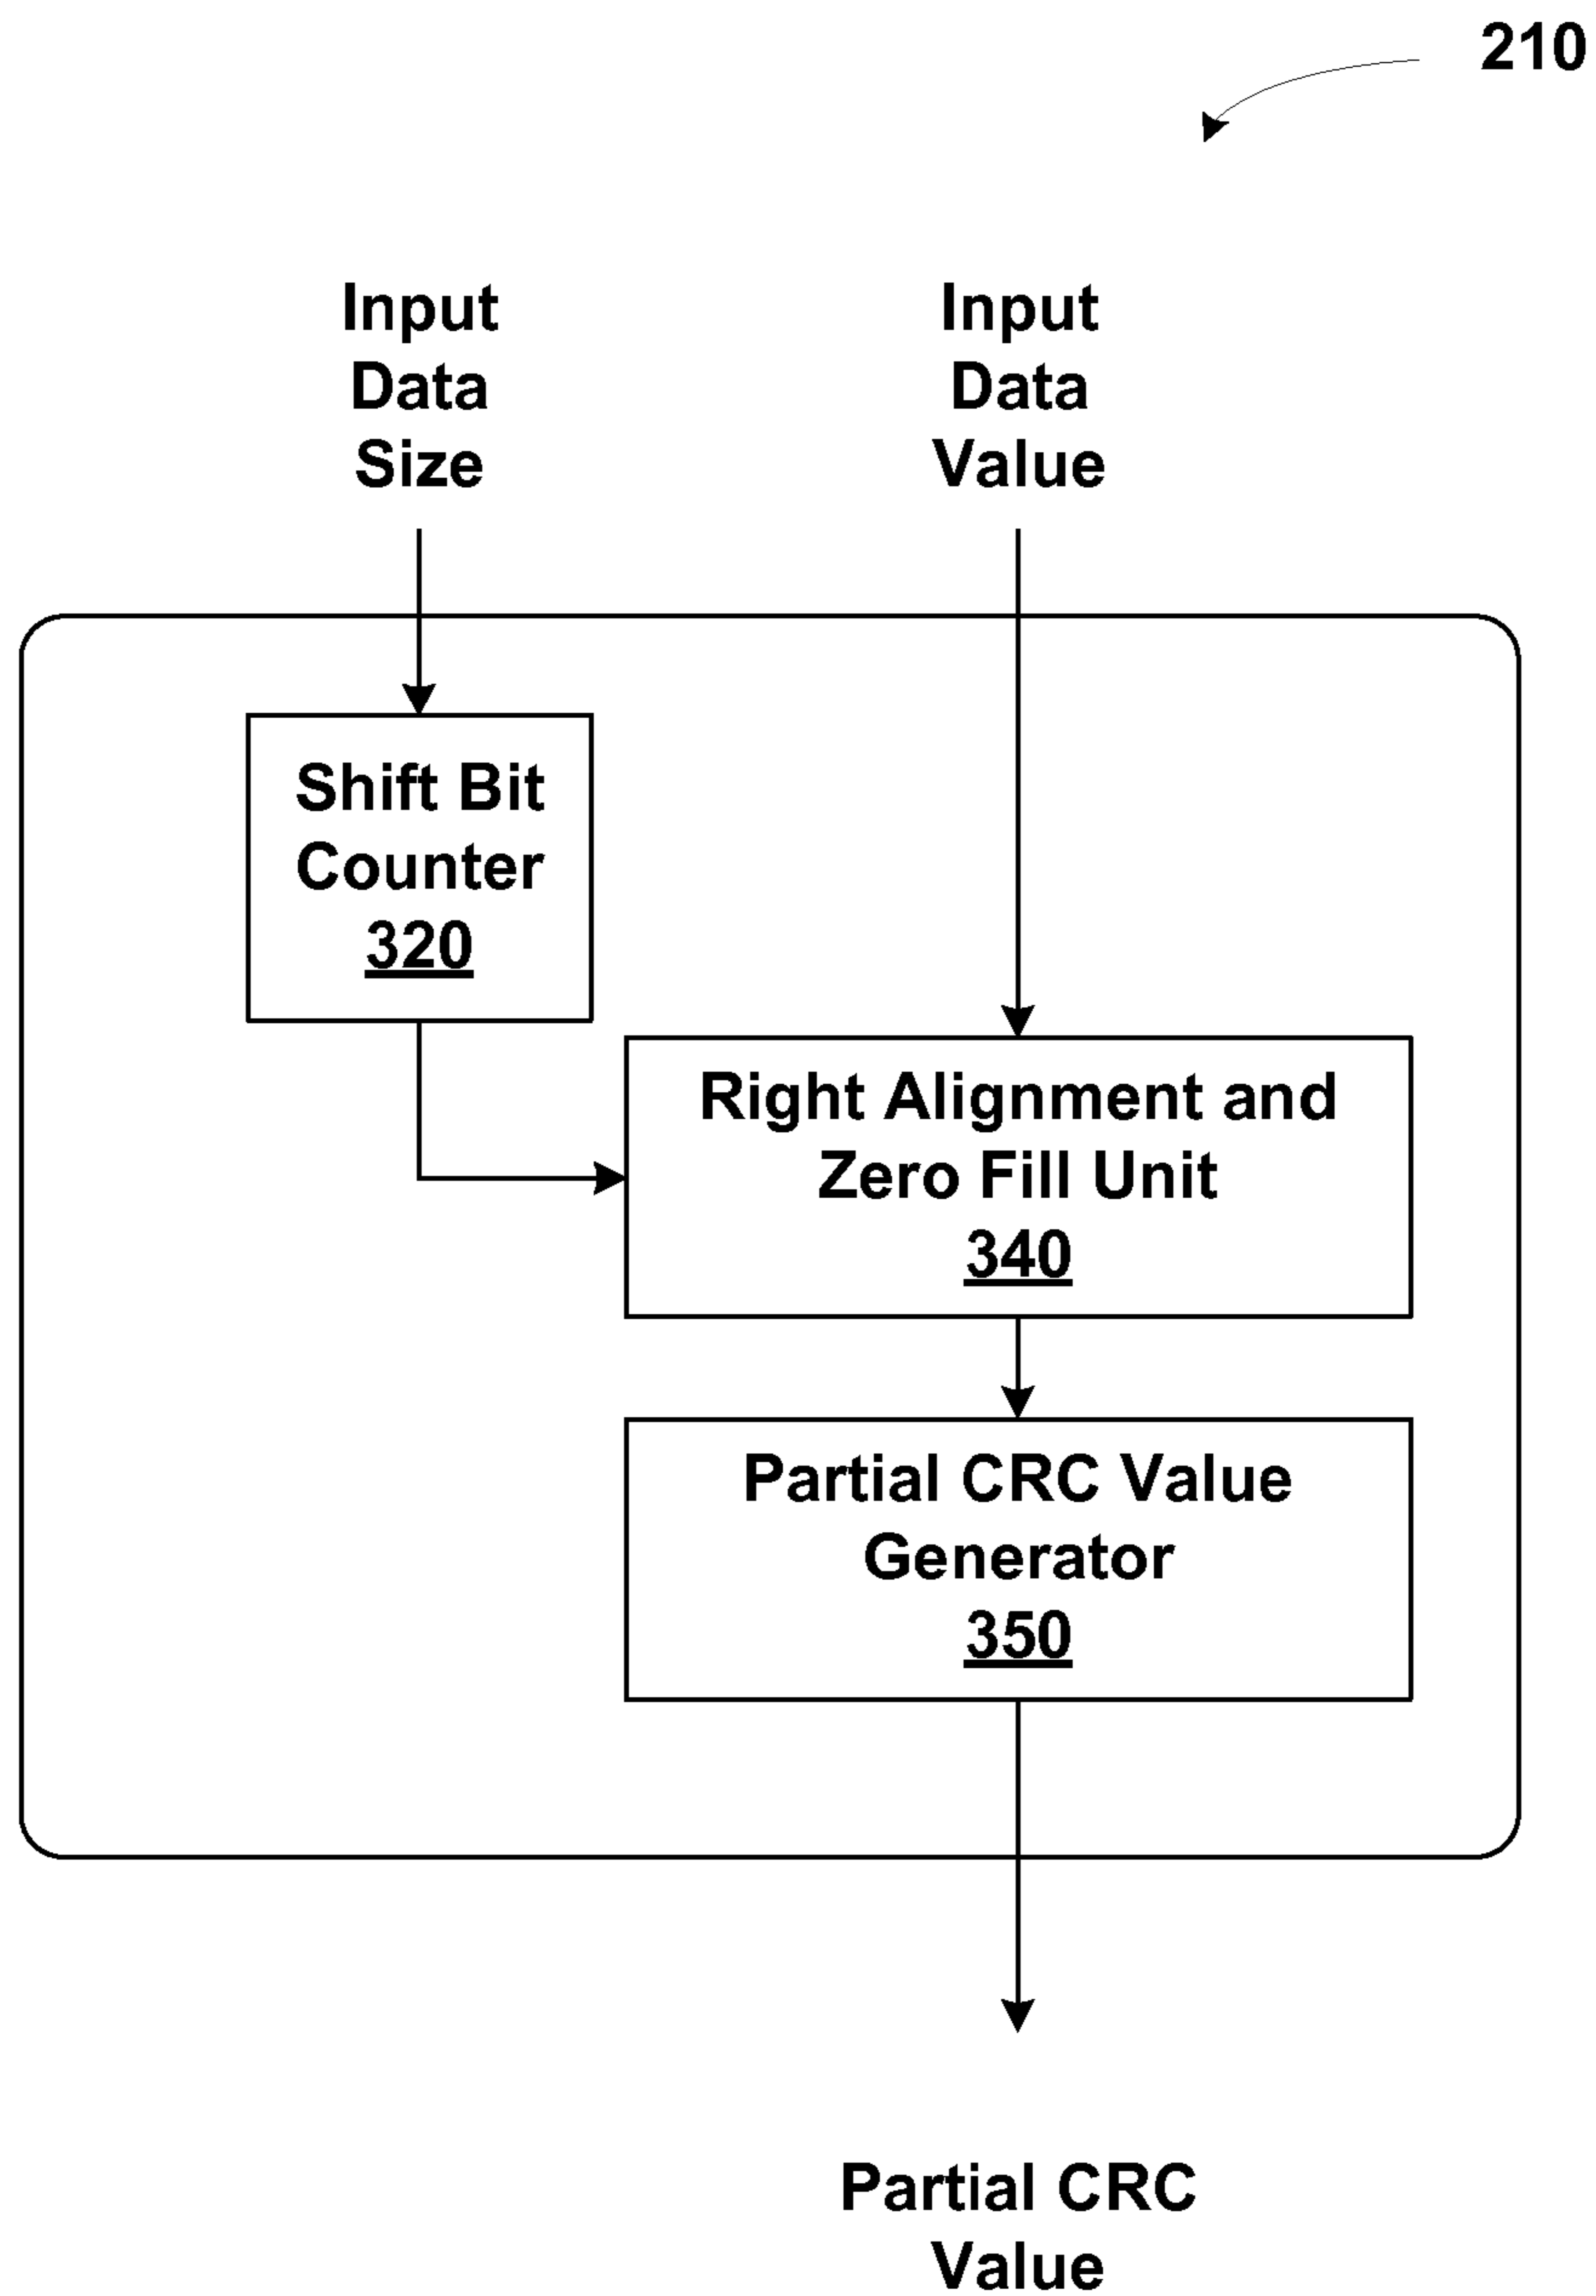 210
Input
Data
Size
Input
Data
Value
Shift Bit
Counter
320
Right Alignment and
Zero Fill Unit
340
Partial CRC Value
Generator
350
Partial CRC
Value